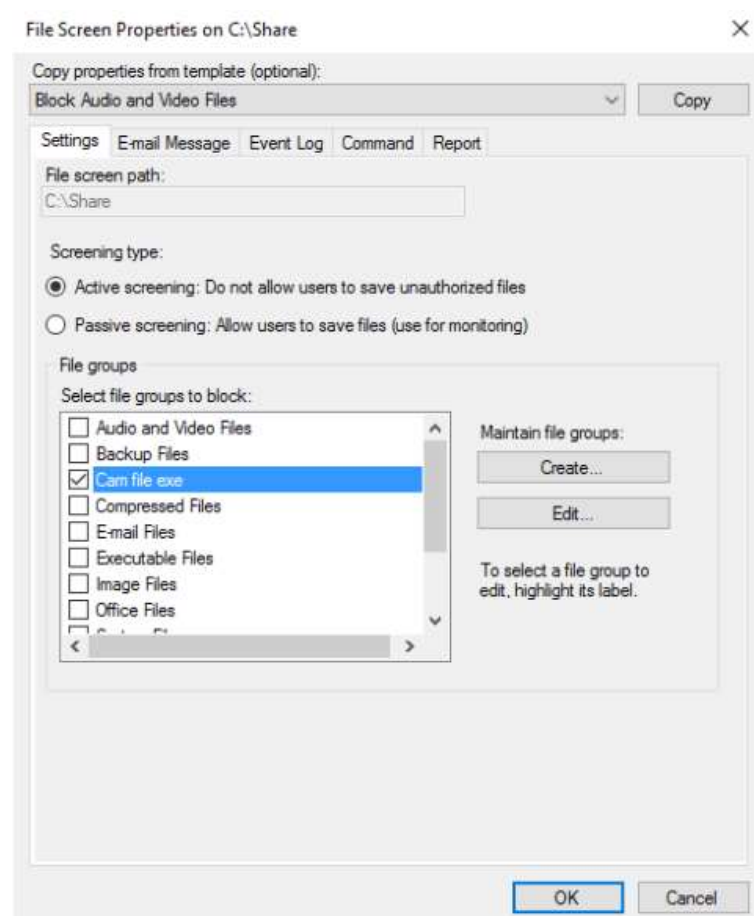 File Screen Properties on C:\Share
Copy properties from template (optional):
Block Audio and Video Files
Copy
Settings E-mail Message Event Log Command Report
File screen path:
C:\Share
Screening type:
Active screening: Do not allow users to save unauthorized files
Passive screening: Allow users to save files (use for monitoring)
File groups
Select file groups to block:
Audio and Video Files
Backup Files
Cam file exe
Compressed Files
E-mail Files
Executable Files
Image Files
Office Files
Maintain file groups:
Create...
Edit...
To select a file group to
edit, highlight its label.
OK Cancel